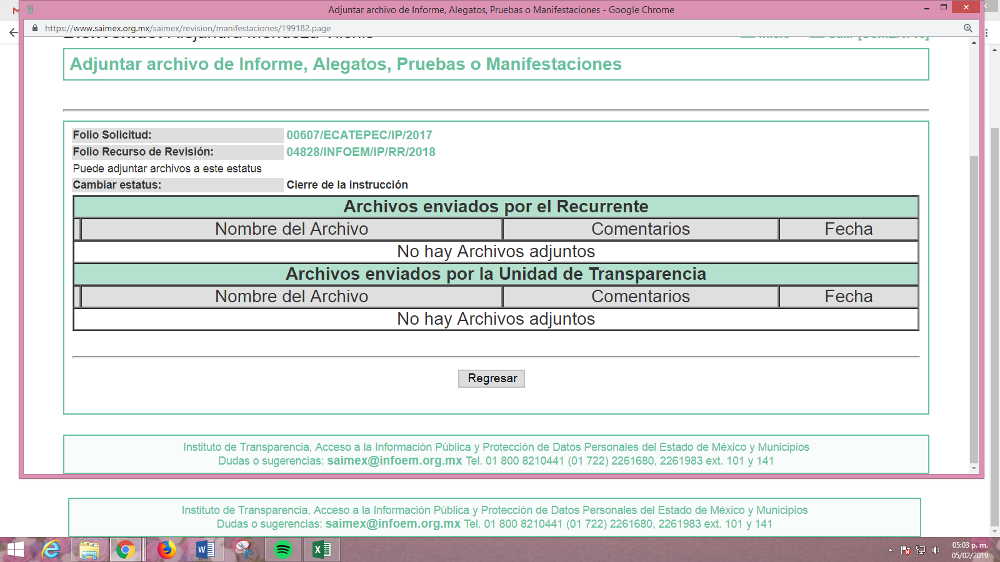 Adjuntar archivo de Informe, Alegatos, Pruebas o Manifestaciones - Google Chrome
https://www.saimex.org.mx/saimex/revision/manifestaciones/199182.page
Adjuntar archivo de Informe, Alegatos, Pruebas o Manifestaciones
Folio Solicitud: 00607/ECATEPEC/IP/2017
Folio Recurso de Revisión: 04828/INFOEM/IP/RR/2018
Puede adjuntar archivos a este estatus
Cambiar estatus: Cierre de la instrucción
Archivos enviados por el Recurrente
Nombre del Archivo Comentarios Fecha
No hay Archivos adjuntos
Archivos enviados por la Unidad de Transparencia
Nombre del Archivo Comentarios Fecha
No hay Archivos adjuntos
Regresar
Instituto de Transparencia, Acceso a la Información Pública y Protección de Datos Personales del Estado de México y Municipios
Dudas o sugerencias: saimex@infoem.org.mx Tel. 01 800 8210441 (01 722) 2261680, 2261983 ext. 101 y 141
Instituto de Transparencia, Acceso a la Información Pública y Protección de Datos Personales del Estado de México y Municipios
Dudas o sugerencias: saimex@infoem.org.mx Tel. 01 800 8210441 (01 722) 2261680, 2261983 ext. 101 y 141
05:03 p. m.
05/02/2019